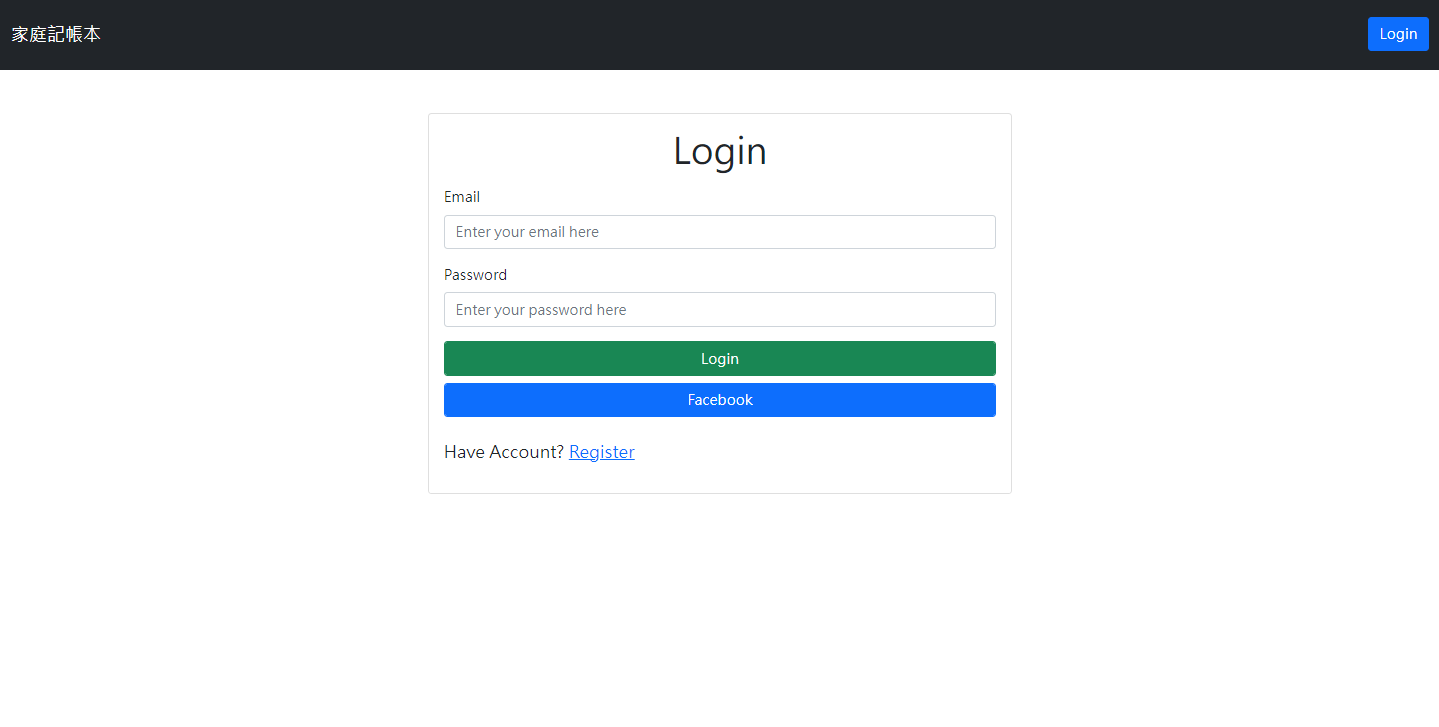 家庭記帳本
Login
Login
Email
Enter your email here
Password
Enter your password here
Login
Facebook
Have Account? Register